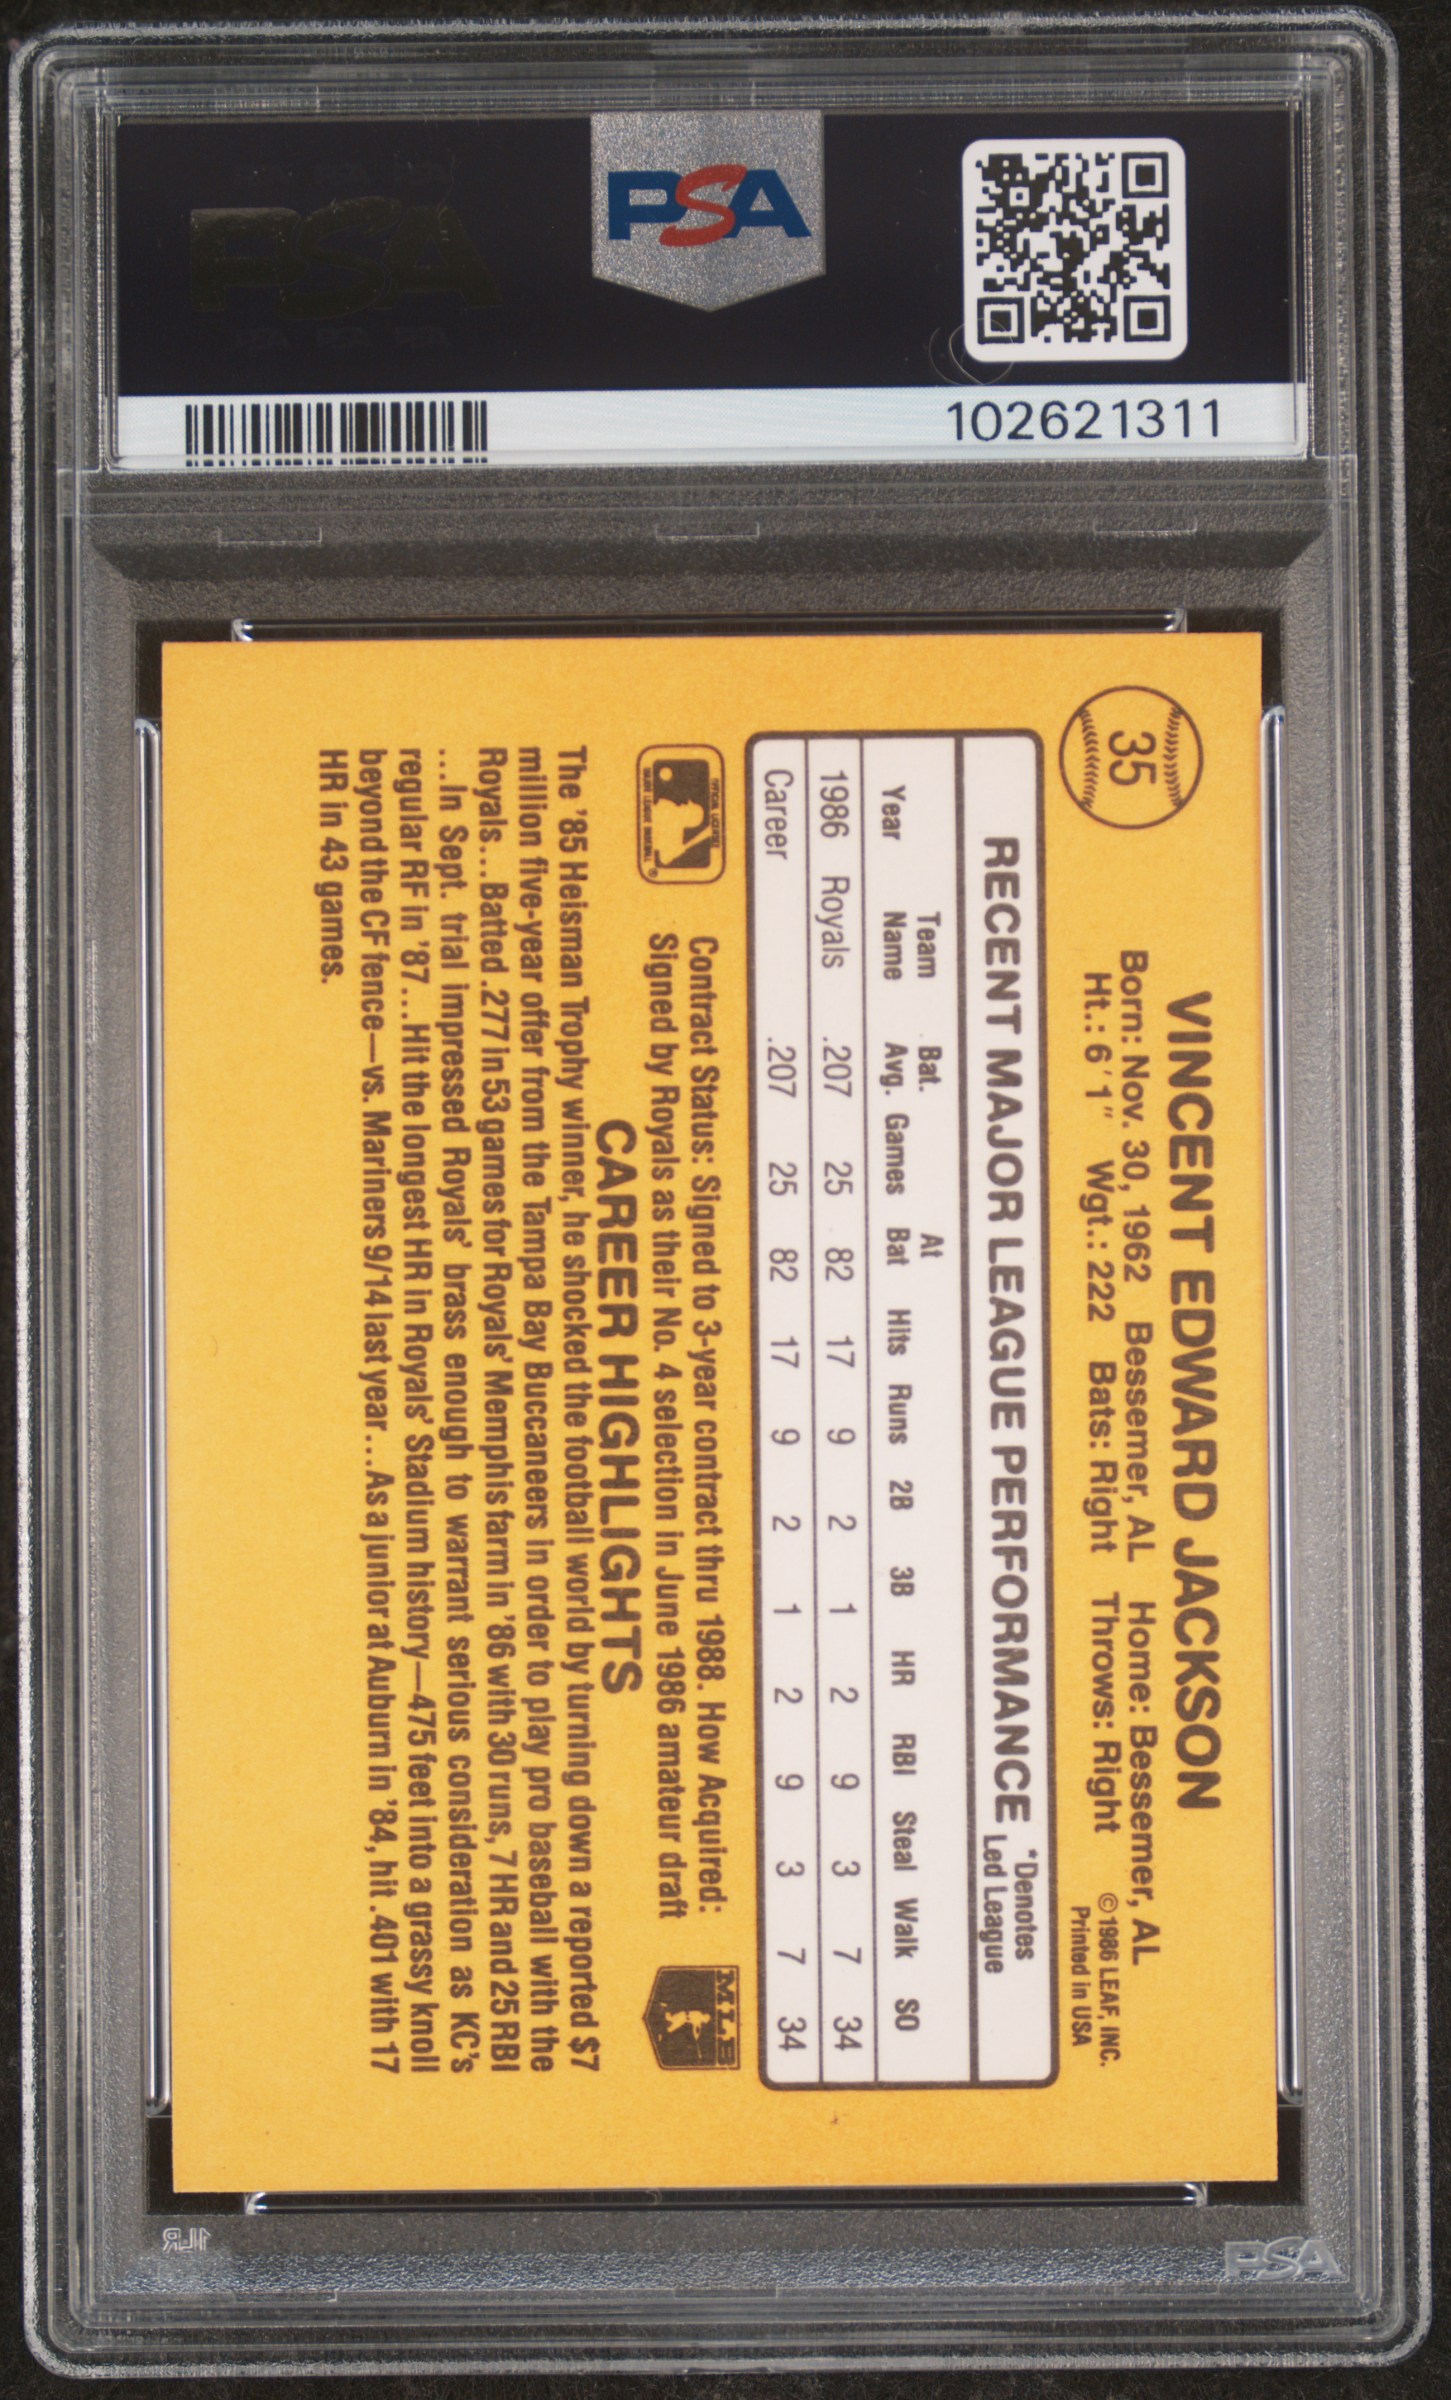 PSA
PSA
102621311
35
VINCENT EDWARD JACKSON
Born: Nov. 30, 1962 Bessemer, AL Home: Bessemer, AL
Ht.: 6'1" Wgt.: 222 Bats: Right Throws: Right
©1986 LEAF, INC.
Printed in USA
RECENT MAJOR LEAGUE PERFORMANCE *Denotes
Led League
Year Team Name Bat. Avg. Games At Bat Hits Runs 2B 3B HR RBI Steal Walk SO
1986 Royals .207 25 82 17 9 2 1 2 9 3 7 34
Career .207 25 82 17 9 2 1 2 9 3 7 34
Contract Status: Signed to 3-year contract thru 1988. How Acquired:
Signed by Royals as their No. 4 selection in June 1986 amateur draft
MLB
CAREER HIGHLIGHTS
The '85 Heisman Trophy winner, he shocked the football world by turning down a reported $7
million five-year offer from the Tampa Bay Buccaneers in order to play pro baseball with the
Royals...Batted .277 in 53 games for Royals' Memphis farm in '86 with 30 runs, 7 HR and 25 RBI
...In Sept. trial impressed Royals' brass enough to warrant serious consideration as KC's
regular RF in '87...Hit the longest HR in Royals' Stadium history—475 feet into a grassy knoll
beyond the CF fence—vs. Mariners 9/14 last year...As a junior at Auburn in '84, hit .401 with 17
HR in 43 games.
PSA